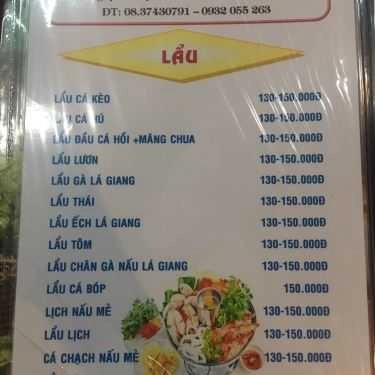 ĐT: 08.37430791 – 0932 055 263
LẨU
LẨU CÁ KÈO 130-150.000Đ
LẨU CÁ HÚ 130-150.000Đ
LẨU ĐẦU CÁ HỒI +MĂNG CHUA 130-150.000Đ
LẨU LƯƠN 130-150.000Đ
LẨU GÀ LÁ GIANG 130-150.000Đ
LẨU THÁI 130-150.000Đ
LẨU ẾCH LÁ GIANG 130-150.000Đ
LẨU TÔM 130-150.000Đ
LẨU CHÂN GÀ NẤU LÁ GIANG 130-150.000Đ
LẨU CÁ BÓP 150.000Đ
LỊCH NẤU MẺ 130-150.000Đ
LẨU LỊCH 130-150.000Đ
CÁ CHẠCH NẤU MẺ 130-150.000Đ